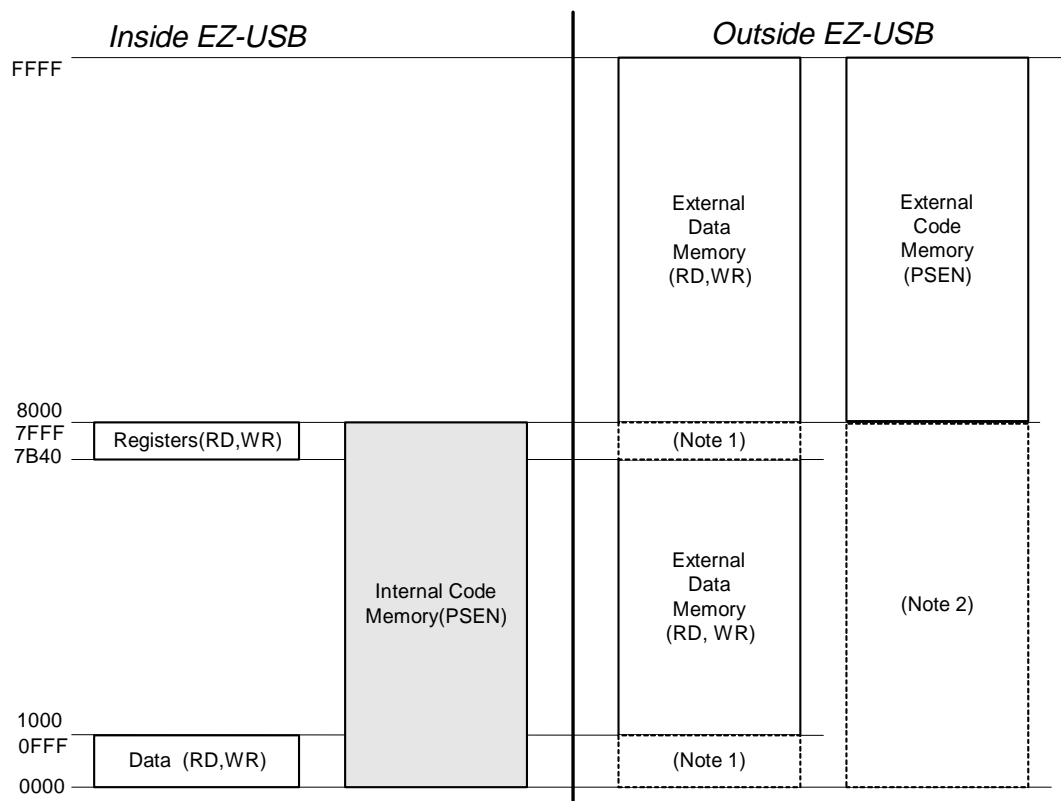 Inside EZ-USB
Outside EZ-USB
FFFF
External
Data
Memory
(RD,WR)
External
Code
Memory
(PSEN)
8000
7FFF
7B40
Registers(RD,WR)
(Note 1)
Internal Code
Memory(PSEN)
External
Data
Memory
(RD, WR)
(Note 2)
1000
0FFF
0000
Data (RD,WR)
(Note 1)